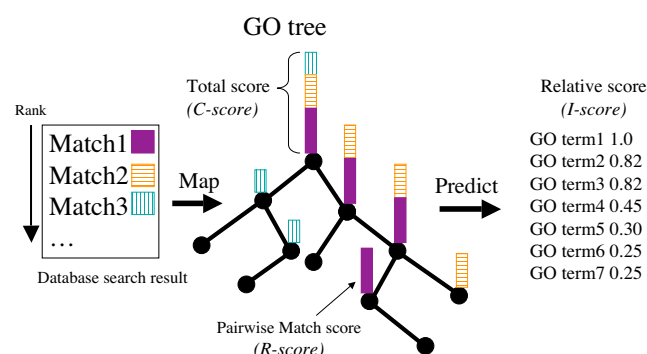 GO tree
Total score
(C-score)
Relative score
(I-score)
Rank
Match1
Match2
Match3
…
Map
Predict
GO term1 1.0
GO term2 0.82
GO term3 0.82
GO term4 0.45
GO term5 0.30
GO term6 0.25
GO term7 0.25
Database search result
Pairwise Match score
(R-score)